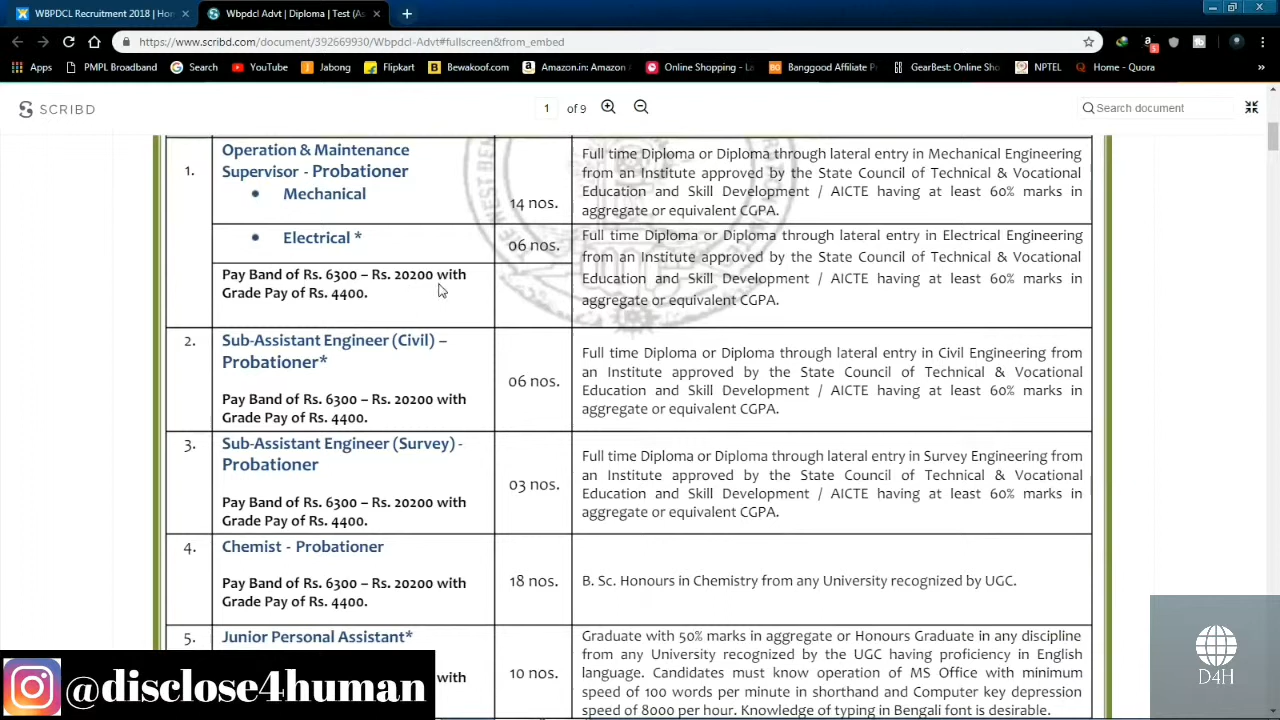 WBPDCL Recruitment 2018 | Hom
Wbpdcl Advt | Diploma | Test (As
https://www.scribd.com/document/392669930/Wbpdcl-Advt#fullscreen&from_embed
Apps
PMPL Broadband
Search
YouTube
Jabong
Flipkart
Bewakoof.com
Amazon.in: Amazon
Online Shopping - La
Banggood Affiliate Pr
GearBest: Online Sho
NPTEL
Home - Quora
SCRIBD
1 of 9
Search document
1.
Operation & Maintenance
Supervisor - Probationer
• Mechanical
14 nos.
Full time Diploma or Diploma through lateral entry in Mechanical Engineering
from an Institute approved by the State Council of Technical & Vocational
Education and Skill Development / AICTE having at least 60% marks in
aggregate or equivalent CGPA.
• Electrical *
06 nos.
Full time Diploma or Diploma through lateral entry in Electrical Engineering
from an Institute approved by the State Council of Technical & Vocational
Education and Skill Development / AICTE having at least 60% marks in
aggregate or equivalent CGPA.
Pay Band of Rs. 6300 – Rs. 20200 with
Grade Pay of Rs. 4400.
2.
Sub-Assistant Engineer (Civil) –
Probationer*
Pay Band of Rs. 6300 – Rs. 20200 with
Grade Pay of Rs. 4400.
06 nos.
Full time Diploma or Diploma through lateral entry in Civil Engineering from
an Institute approved by the State Council of Technical & Vocational
Education and Skill Development / AICTE having at least 60% marks in
aggregate or equivalent CGPA.
3.
Sub-Assistant Engineer (Survey) -
Probationer
Pay Band of Rs. 6300 – Rs. 20200 with
Grade Pay of Rs. 4400.
03 nos.
Full time Diploma or Diploma through lateral entry in Survey Engineering from
an Institute approved by the State Council of Technical & Vocational
Education and Skill Development / AICTE having at least 60% marks in
aggregate or equivalent CGPA.
4.
Chemist - Probationer
Pay Band of Rs. 6300 – Rs. 20200 with
Grade Pay of Rs. 4400.
18 nos.
B. Sc. Honours in Chemistry from any University recognized by UGC.
5.
Junior Personal Assistant*
with
10 nos.
Graduate with 50% marks in aggregate or Honours Graduate in any discipline
from any University recognized by the UGC having proficiency in English
language. Candidates must know operation of MS Office with minimum
speed of 100 words per minute in shorthand and Computer key depression
speed of 8000 per hour. Knowledge of typing in Bengali font is desirable.
@disclose4human
D4H